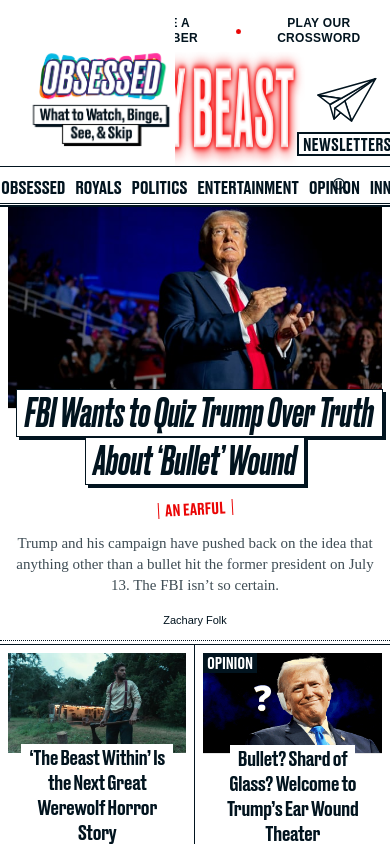 PLAY OUR
CROSSWORD
OBSESSED
What to Watch, Binge,
See, & Skip
Y BEAST
NEWSLETTERS
OBSESSED ROYALS POLITICS ENTERTAINMENT OPINION INN
FBI Wants to Quiz Trump Over Truth
About ‘Bullet’ Wound
AN EARFUL
Trump and his campaign have pushed back on the idea that
anything other than a bullet hit the former president on July
13. The FBI isn’t so certain.
Zachary Folk
‘The Beast Within’ Is
the Next Great
Werewolf Horror
Story
OPINION
?
Bullet? Shard of
Glass? Welcome to
Trump’s Ear Wound
Theater